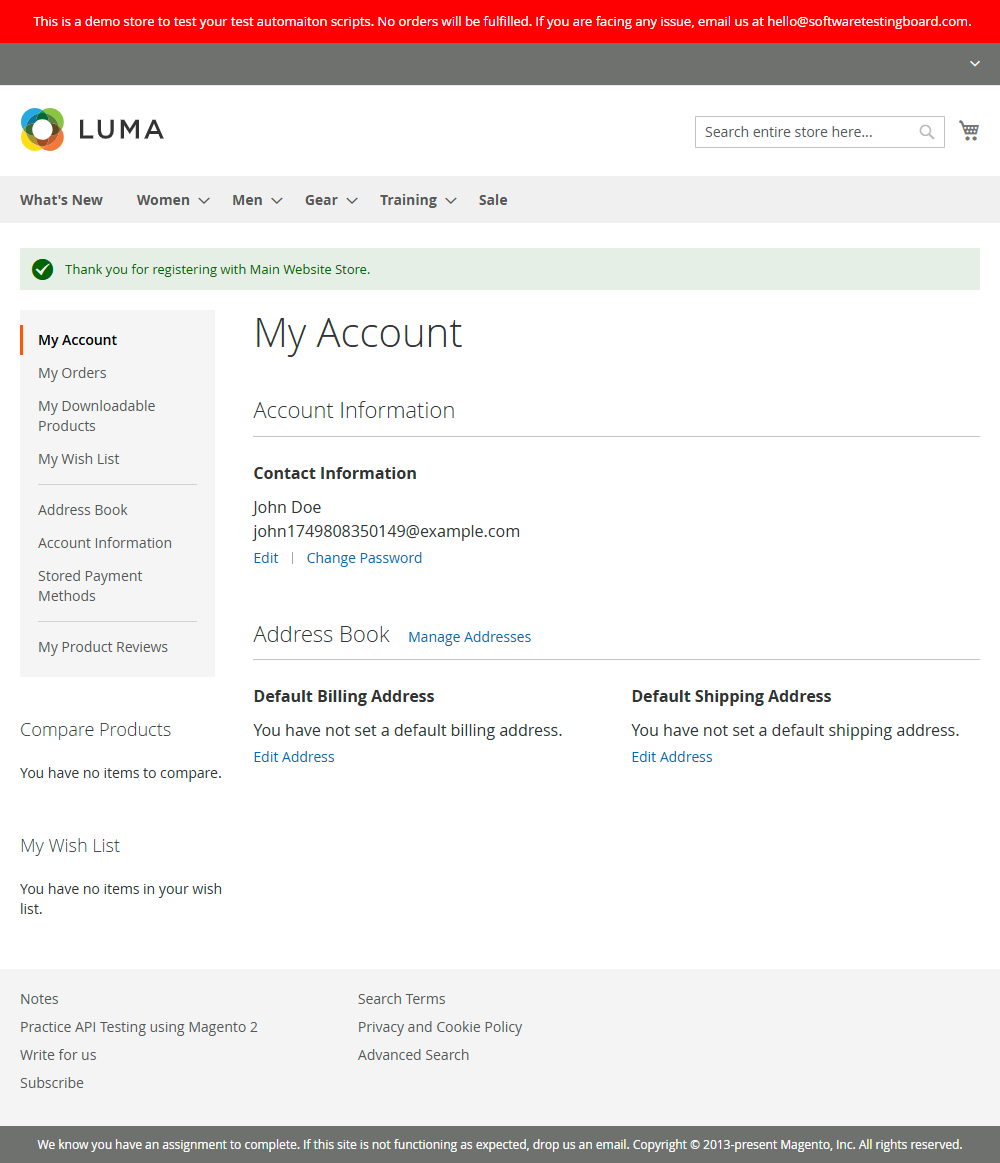 This is a demo store to test your test automaiton scripts. No orders will be fulfilled. If you are facing any issue, email us at hello@softwaretestingboard.com.
LUMA
Search entire store here...
What's New Women Men Gear Training Sale
Thank you for registering with Main Website Store.
My Account
My Orders
My Downloadable
Products
My Wish List
Address Book
Account Information
Stored Payment
Methods
My Product Reviews
Compare Products
You have no items to compare.
My Wish List
You have no items in your wish
list.
My Account
Account Information
Contact Information
John Doe
john1749808350149@example.com
Edit | Change Password
Address Book Manage Addresses
Default Billing Address
You have not set a default billing address.
Edit Address
Default Shipping Address
You have not set a default shipping address.
Edit Address
Notes
Practice API Testing using Magento 2
Write for us
Subscribe
Search Terms
Privacy and Cookie Policy
Advanced Search
We know you have an assignment to complete. If this site is not functioning as expected, drop us an email. Copyright © 2013-present Magento, Inc. All rights reserved.